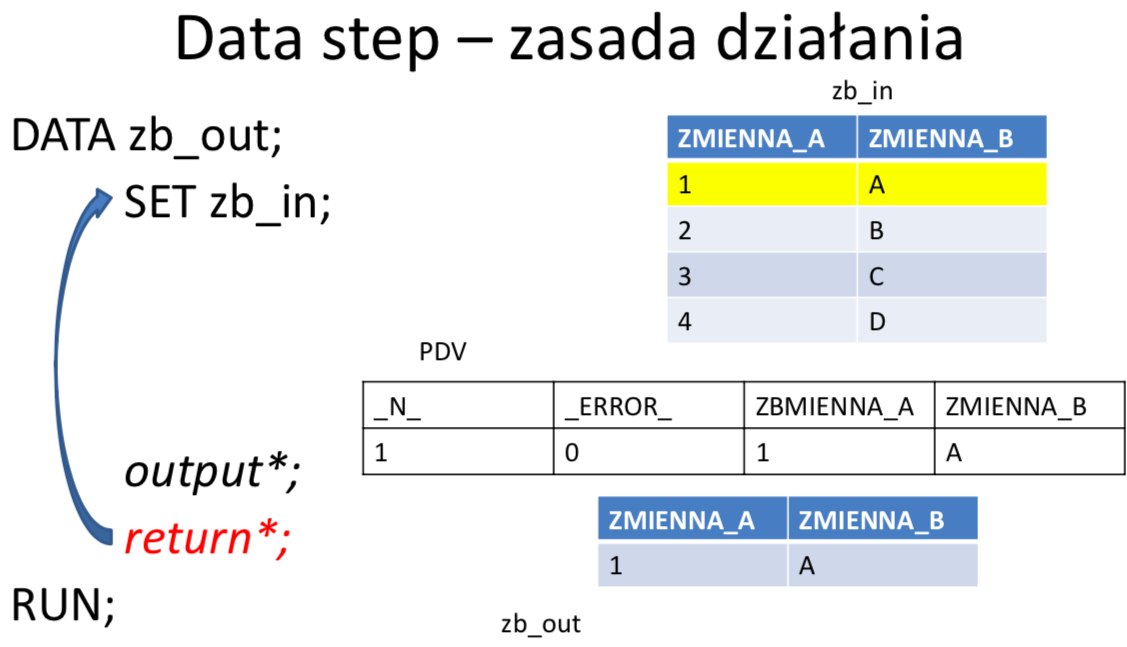 Data step – zasada działania
DATA zb_out;
SET zb_in;
output*;
return*;
RUN;
zb_in
ZMIENNA_A ZMIENNA_B
1 A
2 B
3 C
4 D
PDV
_N_ _ERROR_ ZBMIENNA_A ZMIENNA_B
1 0 1 A
ZMIENNA_A ZMIENNA_B
1 A
zb_out